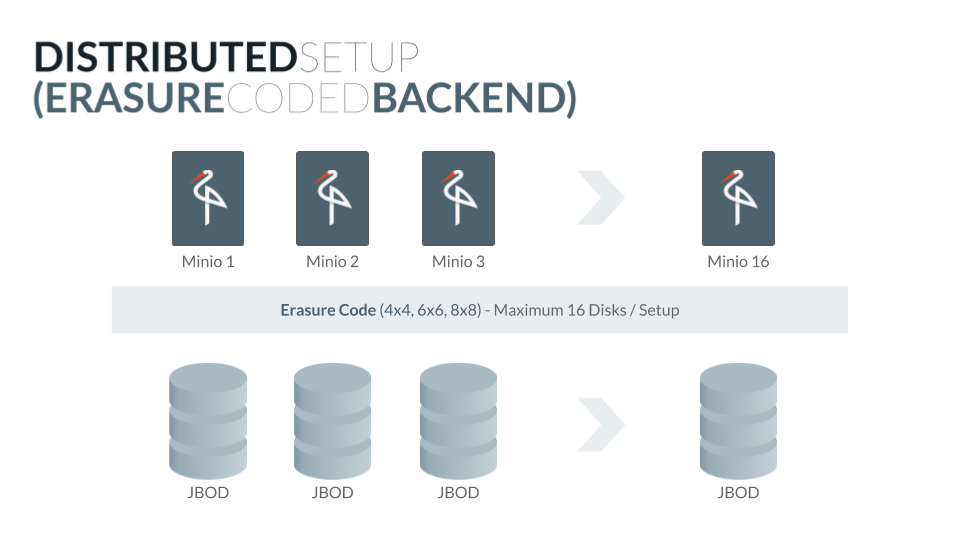 DISTRIBUTEDSETUP
(ERASURECODEDBACKEND)
Minio 1
Minio 2
Minio 3
Minio 16
Erasure Code (4x4, 6x6, 8x8) - Maximum 16 Disks / Setup
JBOD
JBOD
JBOD
JBOD